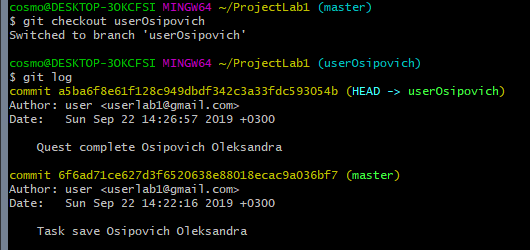 cosmo@DESKTOP-3OKCFSI MINGW64 ~/ProjectLab1 (master)
$ git checkout userOsipovich
Switched to branch 'userOsipovich'
cosmo@DESKTOP-3OKCFSI MINGW64 ~/ProjectLab1 (userOsipovich)
$ git log
commit a5ba6f8e61f128c949dbdf342c3a33fdc593054b (HEAD -> userOsipovich)
Author: user <userlab1@gmail.com>
Date:   Sun Sep 22 14:26:57 2019 +0300
Quest complete Osipovich Oleksandra
commit 6f6ad71ce627d3f6520638e88018ecac9a036bf7 (master)
Author: user <userlab1@gmail.com>
Date:   Sun Sep 22 14:22:16 2019 +0300
Task save Osipovich Oleksandra